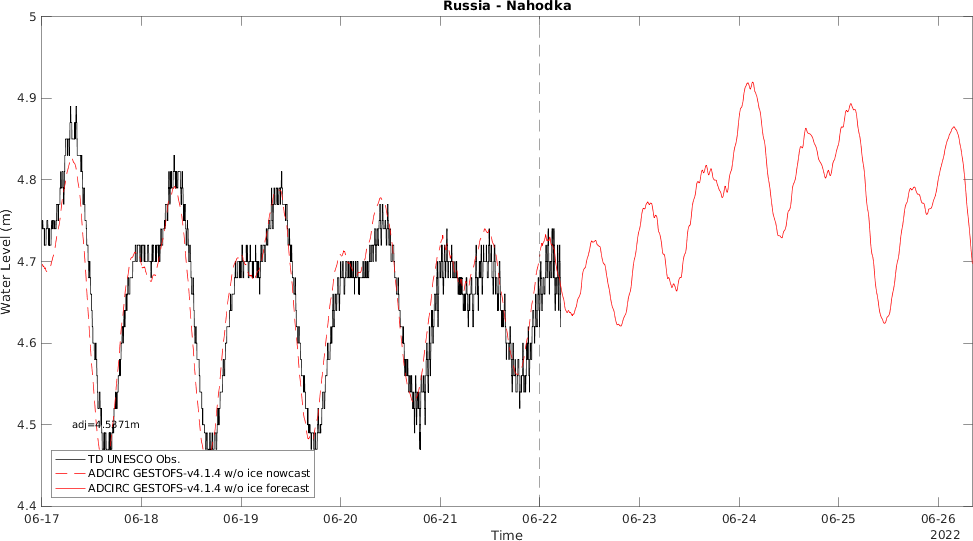 Russia - Nahodka
5
4.9
4.8
4.7
4.6
4.5
4.4
Water Level (m)
adj=4.5371m
TD UNESCO Obs.
ADCIRC GESTOFS-v4.1.4 w/o ice nowcast
ADCIRC GESTOFS-v4.1.4 w/o ice forecast
06-17 06-18 06-19 06-20 06-21 06-22 06-23 06-24 06-25 06-26
Time 2022